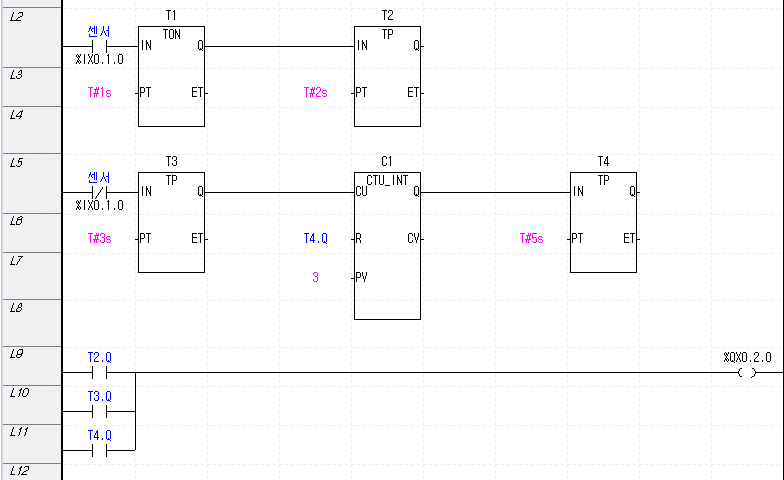 L2
T1
T2
센서
TON
TP
IN
Q
IN
Q
%IX0.1.0
L3
T#1s
PT
ET
T#2s
PT
ET
L4
L5
T3
C1
T4
센서
TP
CTU_INT
TP
IN
Q
CU
Q
IN
Q
%IX0.1.0
L6
T#3s
PT
ET
T4.Q
R
CV
T#5s
PT
ET
L7
3
PV
L8
L9
T2.Q
%QX0.2.0
L10
T3.Q
L11
T4.Q
L12